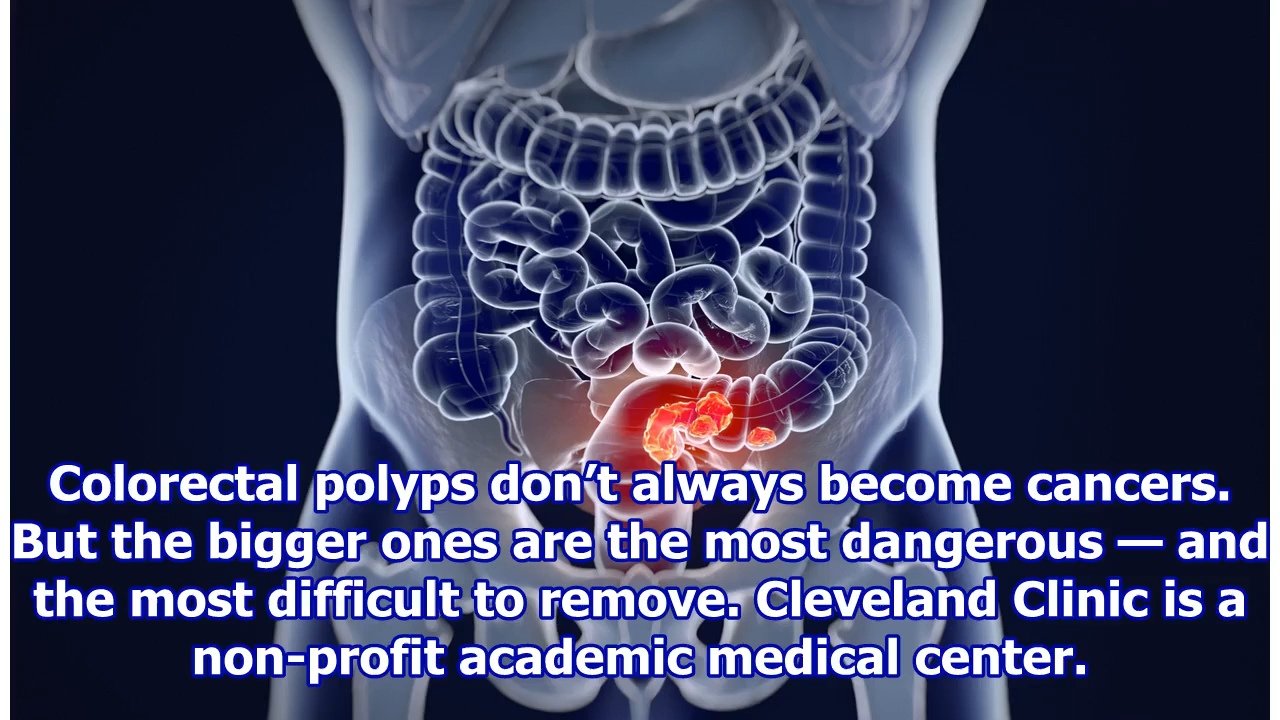 Colorectal polyps don’t always become cancers.
But the bigger ones are the most dangerous — and
the most difficult to remove. Cleveland Clinic is a
non-profit academic medical center.